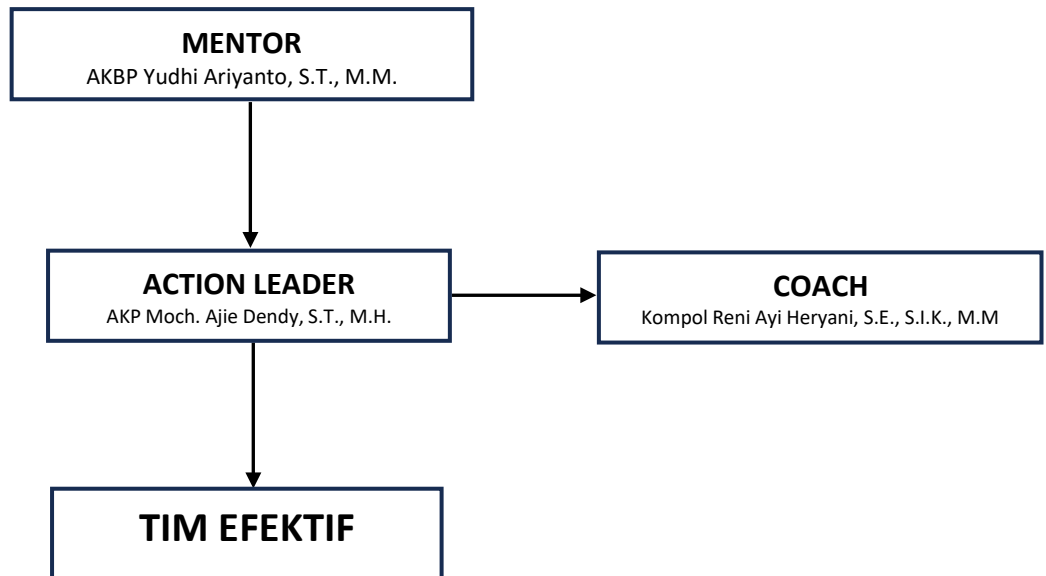 MENTOR
AKBP Yudhi Ariyanto, S.T., M.M.
ACTION LEADER
AKP Moch. Ajie Dendy, S.T., M.H.
COACH
Kompol Reni Ayi Heryani, S.E., S.I.K., M.M
TIM EFEKTIF